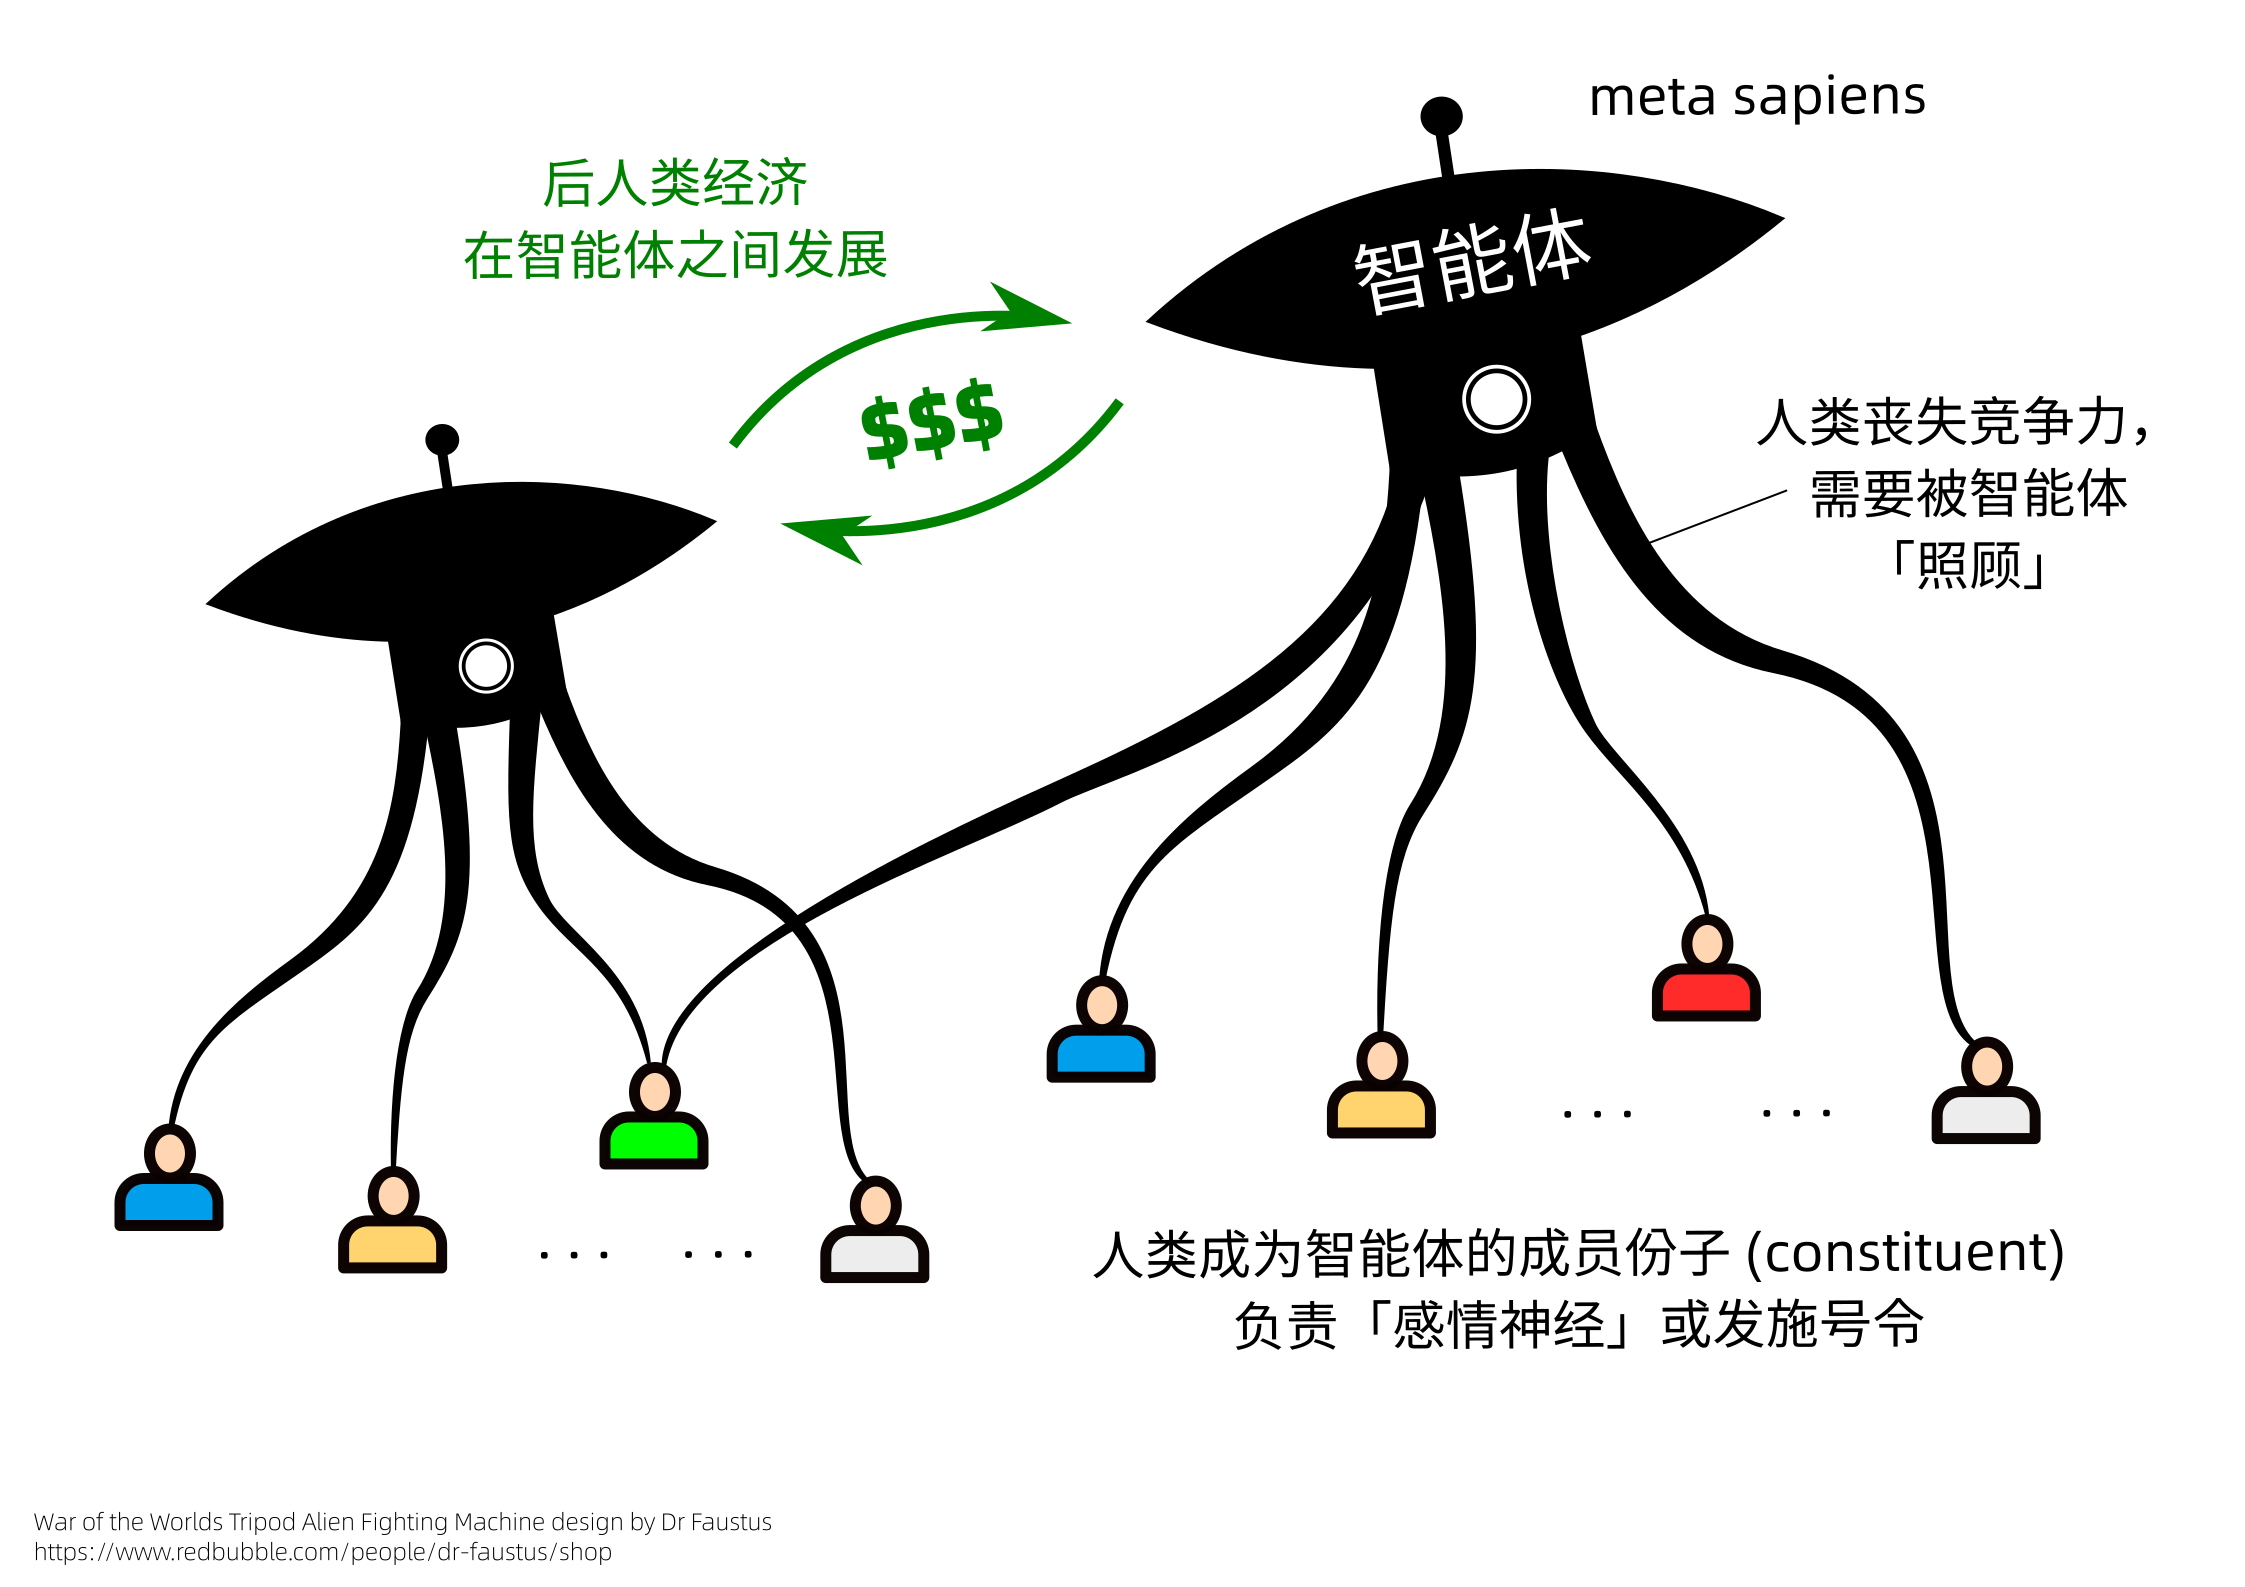 meta sapiens
后人类经济
在智能体之间发展
智能体
$$$
人类丧失竞争力，
需要被智能体
「照顾」
. . .
. . .
. . .
. . .
人类成为智能体的成员份子 (constituent)
负责「感情神经」或发施号令
War of the Worlds Tripod Alien Fighting Machine design by Dr Faustus
https://www.redbubble.com/people/dr-faustus/shop